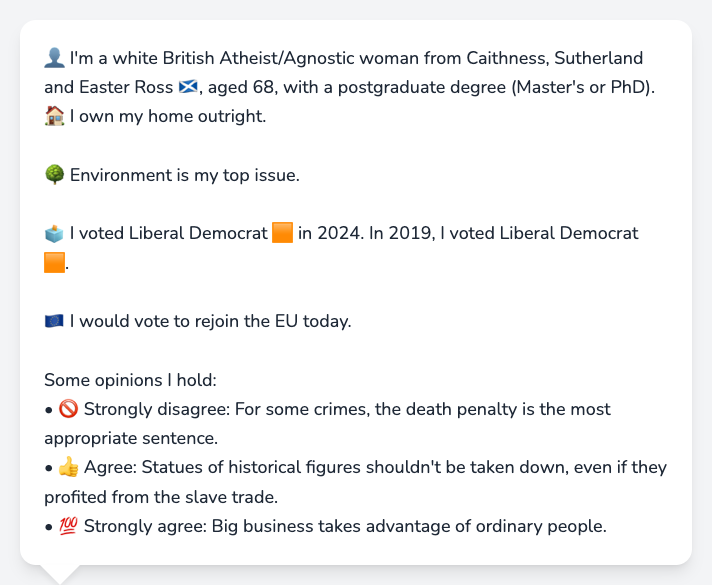 👤 I'm a white British Atheist/Agnostic woman from Caithness, Sutherland
and Easter Ross 🏴󠁧󠁢󠁳󠁣󠁴󠁿, aged 68, with a postgraduate degree (Master's or PhD).
🏠 I own my home outright.
🌳 Environment is my top issue.
🗳️ I voted Liberal Democrat 🟧 in 2024. In 2019, I voted Liberal Democrat
🟧.
🇪🇺 I would vote to rejoin the EU today.
Some opinions I hold:
• 🚫 Strongly disagree: For some crimes, the death penalty is the most
appropriate sentence.
• 👍 Agree: Statues of historical figures shouldn't be taken down, even if they
profited from the slave trade.
• 💯 Strongly agree: Big business takes advantage of ordinary people.